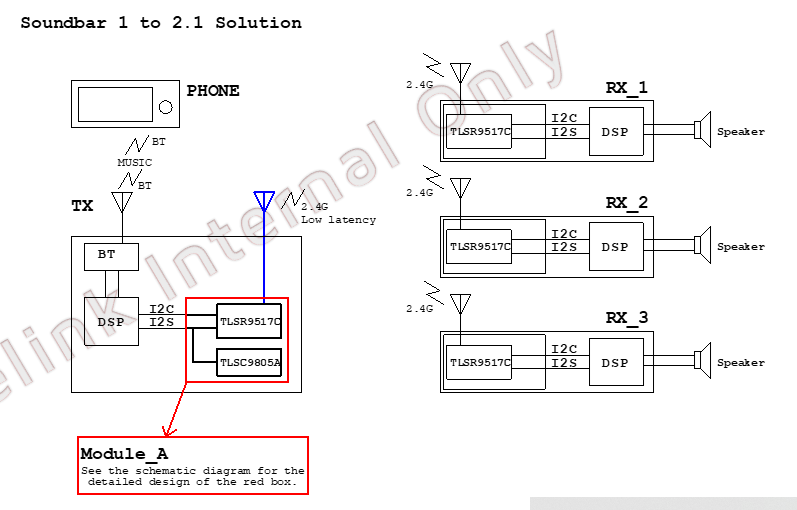 Soundbar 1 to 2.1 Solution
PHONE
BT
MUSIC
BT
TX
2.4G
Low latency
BT
DSP
I2C
I2S
TLSR9517C
TLSC9805A
Module_A
See the schematic diagram for the
detailed design of the red box.
2.4G
RX_1
TLSR9517C
I2C
I2S
DSP
Speaker
2.4G
RX_2
TLSR9517C
I2C
I2S
DSP
Speaker
2.4G
RX_3
TLSR9517C
I2C
I2S
DSP
Speaker
elink Internal Only